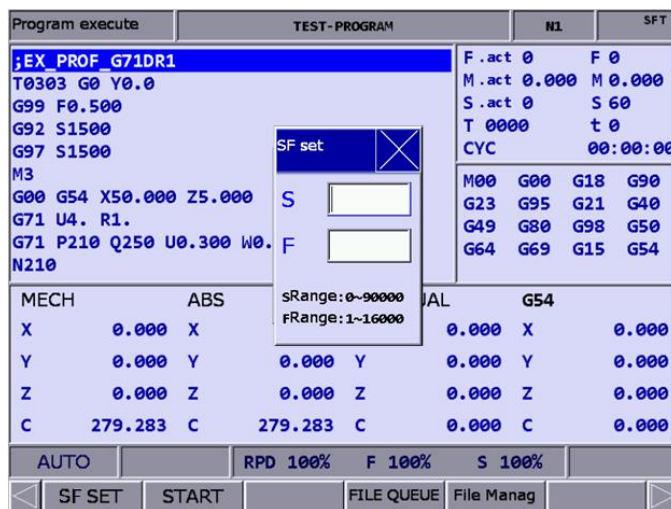 Program execute TEST-PROGRAM N1 SFT
;EX_PROF_G71DR1
T0303 G0 Y0.0
G99 F0.500
G92 S1500
G97 S1500
M3
G00 G54 X50.000 Z5.000
G71 U4. R1.
G71 P210 Q250 U0.300 W0.
N210
F.act 0 F 0
M.act 0.000 M 0.000
S.act 0 S 60
T 0000 t 0
CYC 00:00:00
M00 G00 G18 G90
G23 G95 G21 G40
G49 G80 G98 G50
G64 G69 G15 G54
SF set
S
F
SRange:0~90000
FRange:1~16000
MECH ABS UAL G54
X 0.000 X 0.000 X 0.000
Y 0.000 Y 0.000 Y 0.000 Y 0.000
Z 0.000 Z 0.000 Z 0.000 Z 0.000
C 279.283 C 279.283 C 0.000 C 0.000
AUTO RPD 100% F 100% S 100%
SF SET START FILE QUEUE File Manag